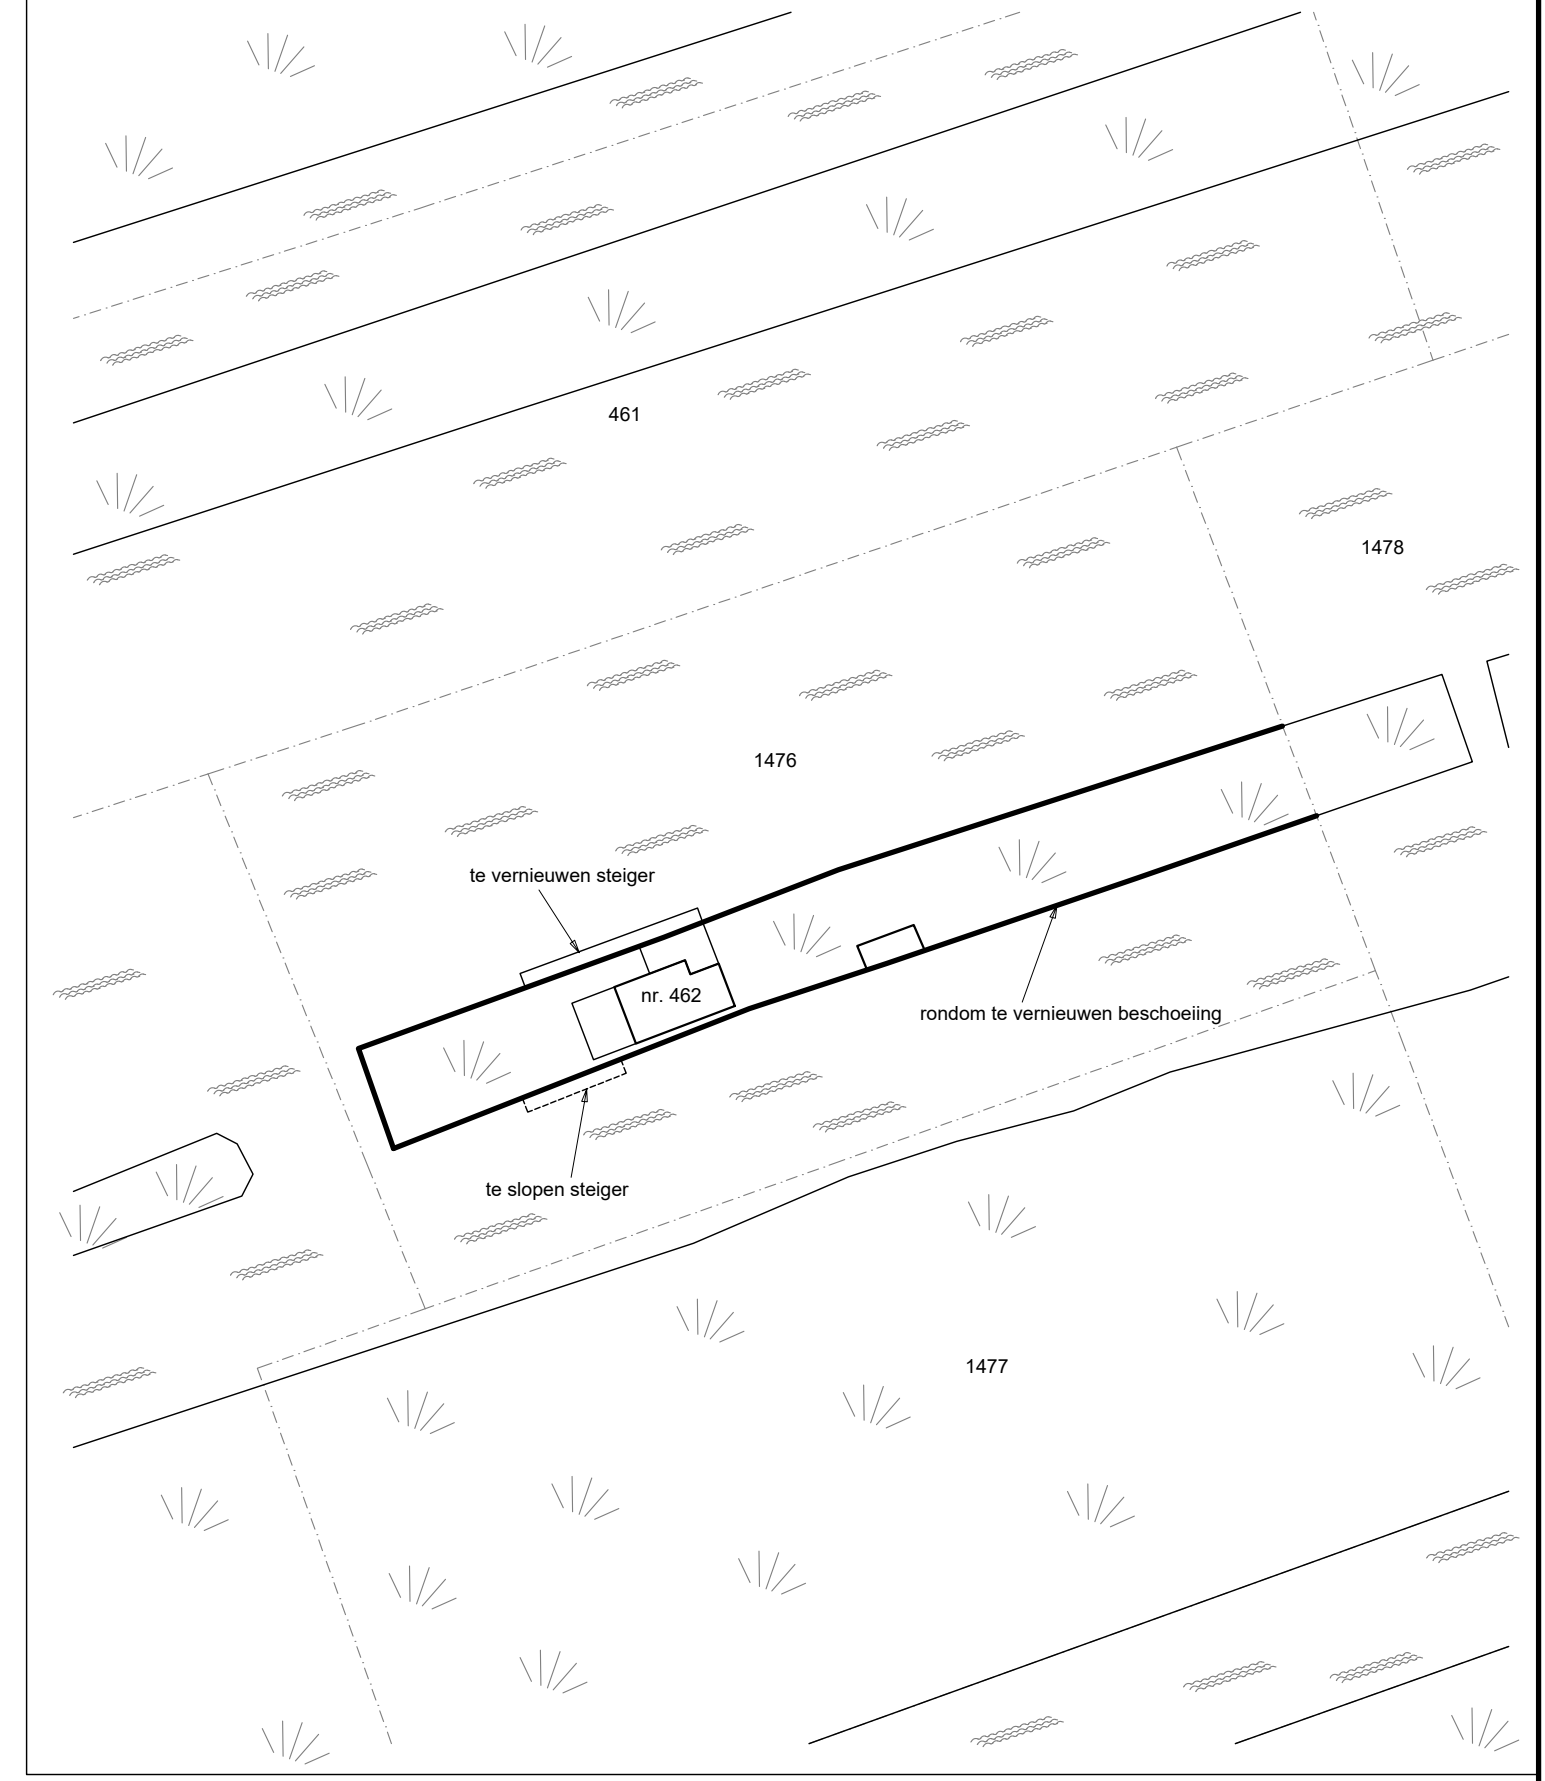 461
1478
1476
te vernieuwen steiger
nr. 462
rondom te vernieuwen beschoeiing
te slopen steiger
1477